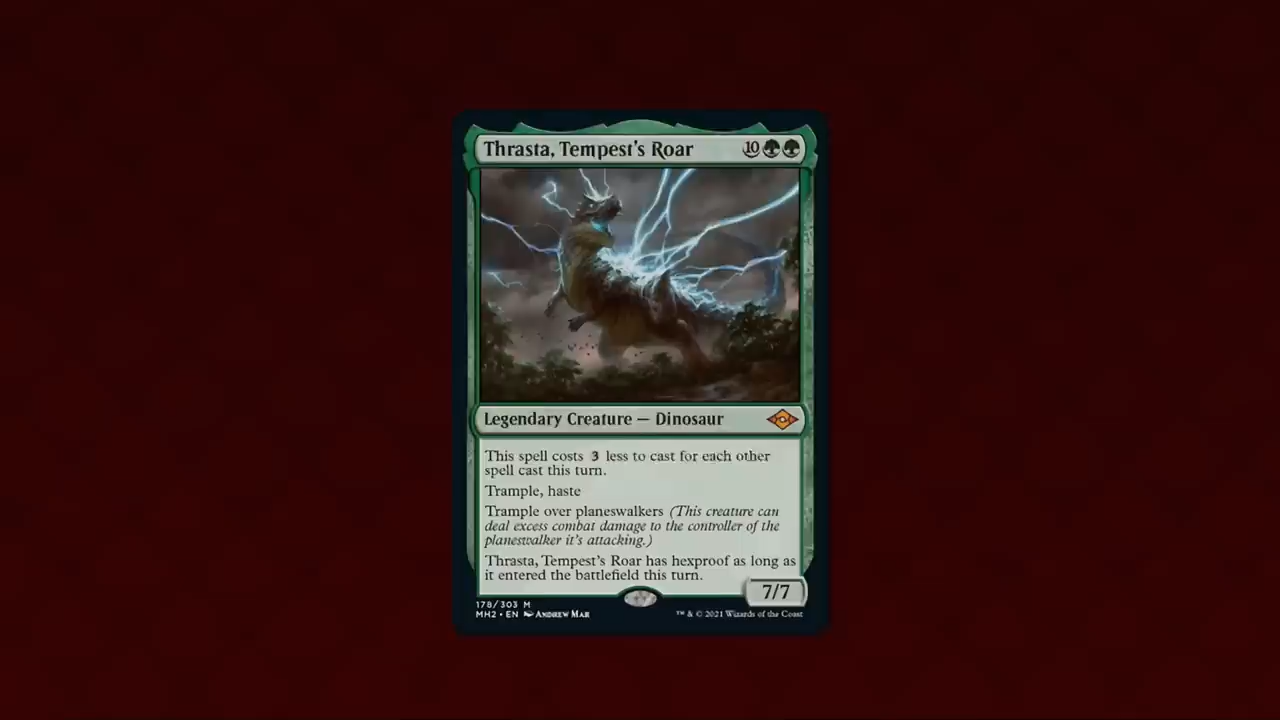 Thrasta, Tempest's Roar 10
Legendary Creature — Dinosaur
This spell costs 3 less to cast for each other
spell cast this turn.
Trample, haste
Trample over planeswalkers (This creature can
deal excess combat damage to the controller of the
planeswalker it's attacking.)
Thrasta, Tempest's Roar has hexproof as long as
it entered the battlefield this turn.
7/7
178/303 M
MH2 • EN Andrew Mar
™ & © 2021 Wizards of the Coast